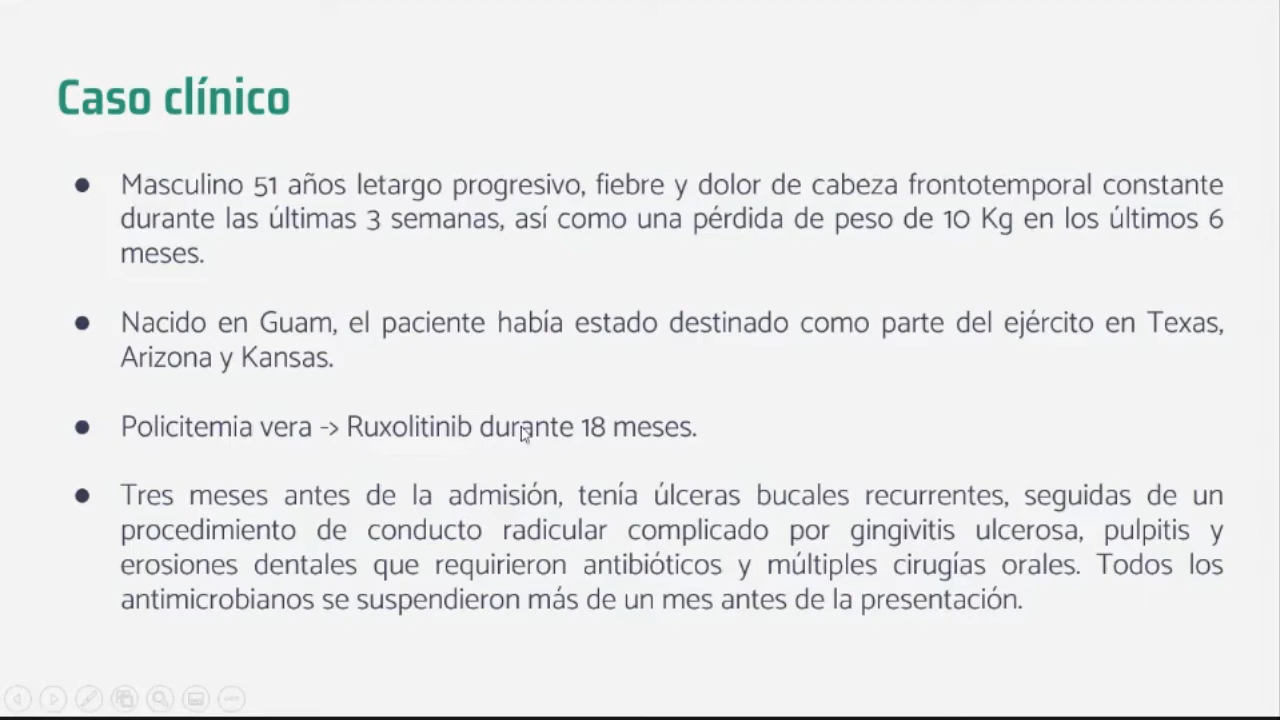 Caso clínico
● Masculino 51 años letargo progresivo, fiebre y dolor de cabeza frontotemporal constante
durante las últimas 3 semanas, así como una pérdida de peso de 10 Kg en los últimos 6
meses.
● Nacido en Guam, el paciente había estado destinado como parte del ejército en Texas,
Arizona y Kansas.
● Policitemia vera -> Ruxolitinib durante 18 meses.
● Tres meses antes de la admisión, tenía úlceras bucales recurrentes, seguidas de un
procedimiento de conducto radicular complicado por gingivitis ulcerosa, pulpitis y
erosiones dentales que requirieron antibióticos y múltiples cirugías orales. Todos los
antimicrobianos se suspendieron más de un mes antes de la presentación.